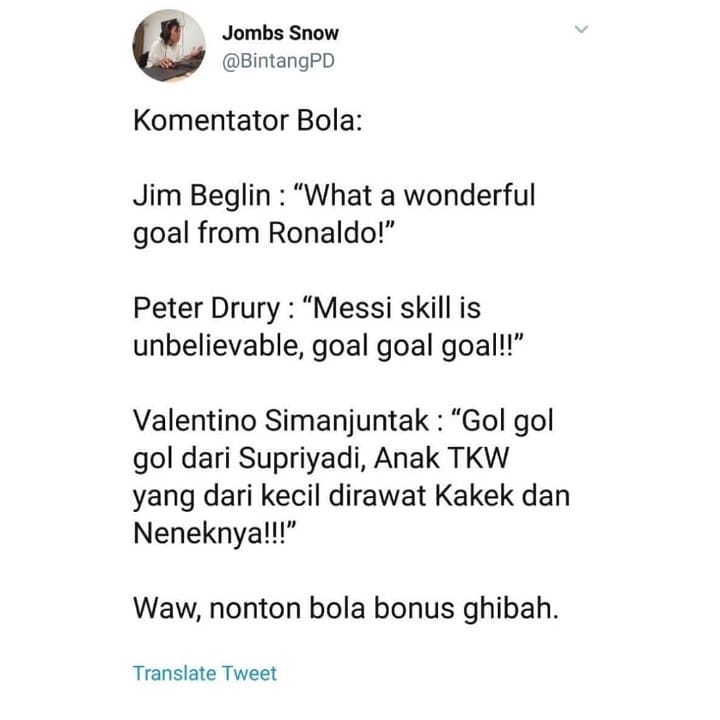 Jombs Snow
@BintangPD
Komentator Bola:
Jim Beglin : “What a wonderful
goal from Ronaldo!”
Peter Drury : “Messi skill is
unbelievable, goal goal goal!!”
Valentino Simanjuntak : “Gol gol
gol dari Supriyadi, Anak TKW
yang dari kecil dirawat Kakek dan
Neneknya!!!”
Waw, nonton bola bonus ghibah.
Translate Tweet